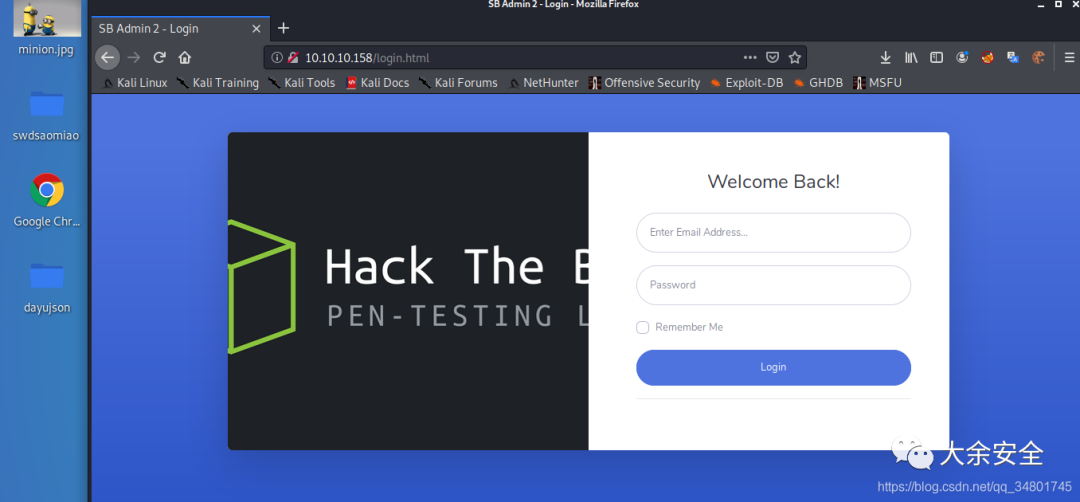 SB Admin 2 - Login - Mozilla Firefox
minion.jpg
swdsaomiao
Google Chr...
dayujson
SB Admin 2 - Login
10.10.10.158/login.html
Kali Linux Kali Training Kali Tools Kali Docs Kali Forums NetHunter Offensive Security Exploit-DB GHDB MSFU
Hack The B
PEN-TESTING L
Welcome Back!
Enter Email Address...
Password
Remember Me
Login
大余安全
https://blog.csdn.net/qq_34801745